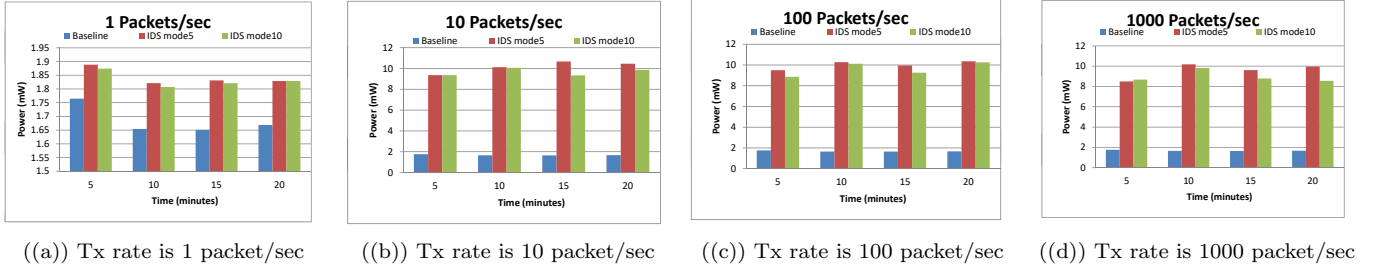 1 Packets/sec
Baseline IDS mode5 IDS mode10
Power (mW)
1.95
1.9
1.85
1.8
1.75
1.7
1.65
1.6
1.55
1.5
5 10 15 20
Time (minutes)
((a)) Tx rate is 1 packet/sec
10 Packets/sec
Baseline IDS mode5 IDS mode10
Power (mW)
12
10
8
6
4
2
0
5 10 15 20
Time (minutes)
((b)) Tx rate is 10 packet/sec
100 Packets/sec
Baseline IDS mode5 IDS mode10
Power (mW)
12
10
8
6
4
2
0
5 10 15 20
Time (minutes)
((c)) Tx rate is 100 packet/sec
1000 Packets/sec
Baseline IDS mode5 IDS mode10
Power (mW)
12
10
8
6
4
2
0
5 10 15 20
Time (minutes)
((d)) Tx rate is 1000 packet/sec